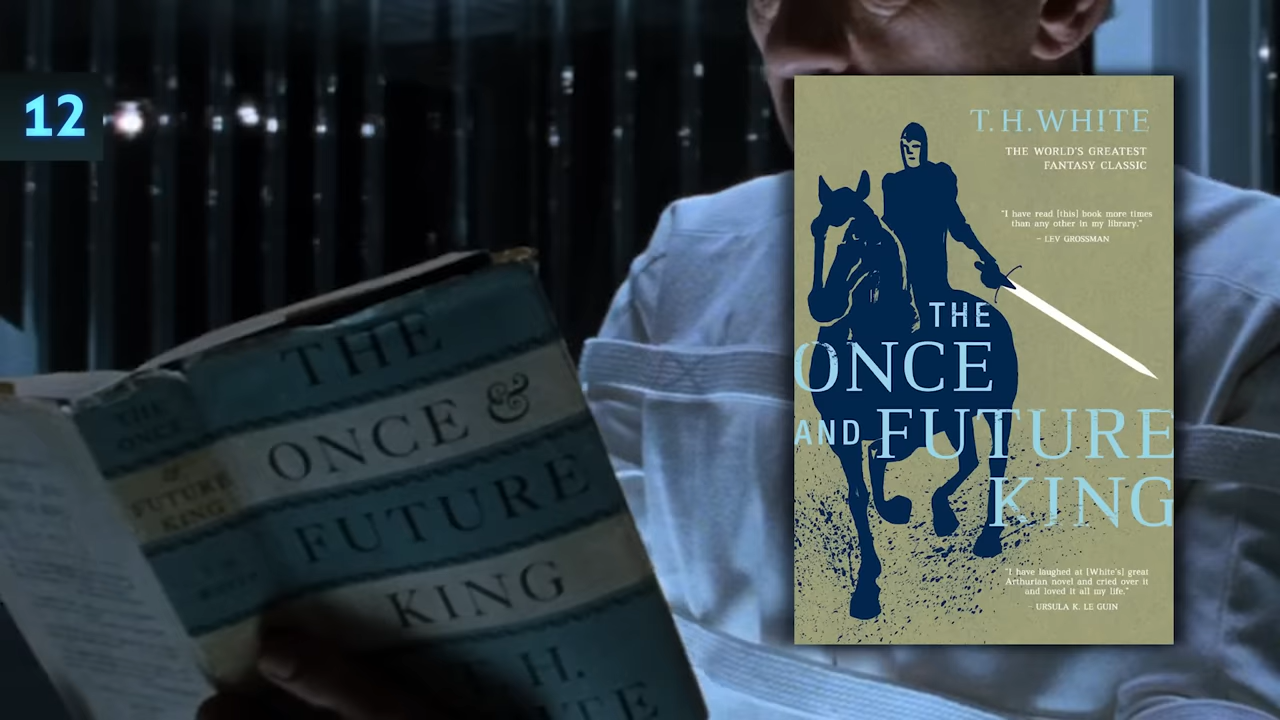 12
THE
ONCE &
FUTURE
KING
T. H.
THE
ONCE
&
FUTURE
KING
T. H. WHITE
THE WORLD'S GREATEST
FANTASY CLASSIC
"I have read [this] book more times
than any other in my library."
– LEV GROSSMAN
THE
ONCE
AND FUTURE
KING
"I have laughed at [White's] great
Arthurian novel and cried over it
and loved it all my life."
– URSULA K. LE GUIN